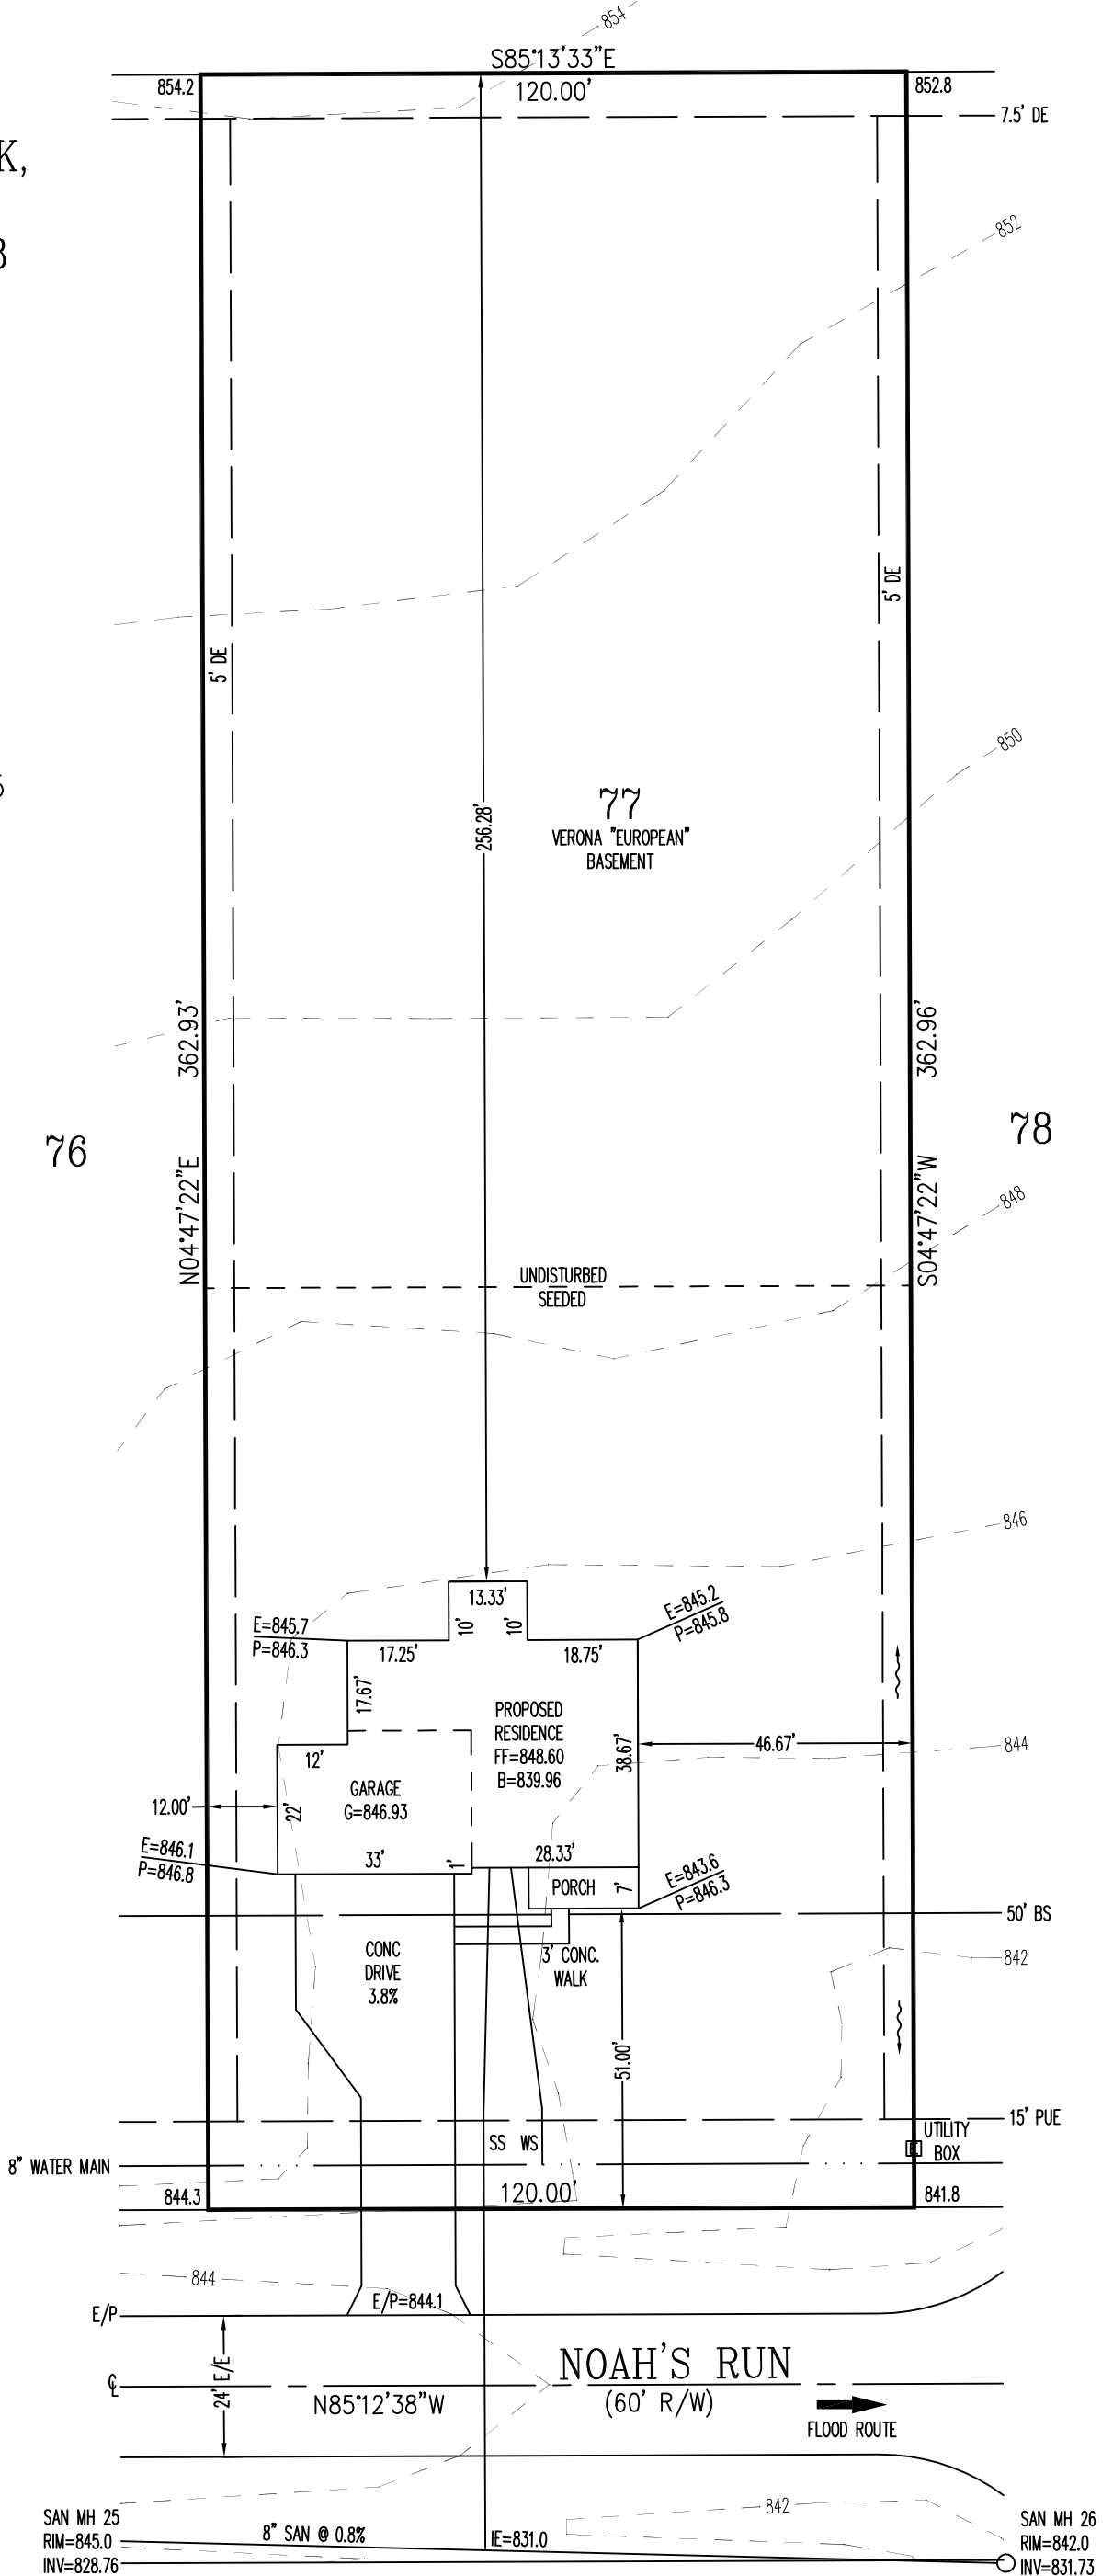 854
S85°13'33"E
854.2
120.00'
852.8
7.5' DE
K,
852
5' DE
5' DE
850
256.28'
77
VERONA "EUROPEAN"
BASEMENT
362.93'
362.96'
76
78
N04°47'22"E
S04°47'22"W
848
UNDISTURBED
SEEDED
846
13.33'
10'
10'
E=845.7
P=846.3
E=845.2
P=845.8
17.25'
18.75'
17.67'
PROPOSED
RESIDENCE
FF=848.60
B=839.96
38.67'
46.67'
844
12'
GARAGE
G=846.93
12.00'
22'
E=846.1
P=846.8
33'
1'
28.33'
PORCH
7'
E=843.6
P=846.3
50' BS
CONC
DRIVE
3.8%
3' CONC.
WALK
842
51.00'
15' PUE
SS WS
UTILITY
BOX
E
8" WATER MAIN
844.3
120.00'
841.8
844
E/P=844.1
E/P
24' E/E
NOAH'S RUN
(60' R/W)
N85°12'38"W
FLOOD ROUTE
842
SAN MH 25
RIM=845.0
INV=828.76
8" SAN @ 0.8%
IE=831.0
SAN MH 26
RIM=842.0
INV=831.73